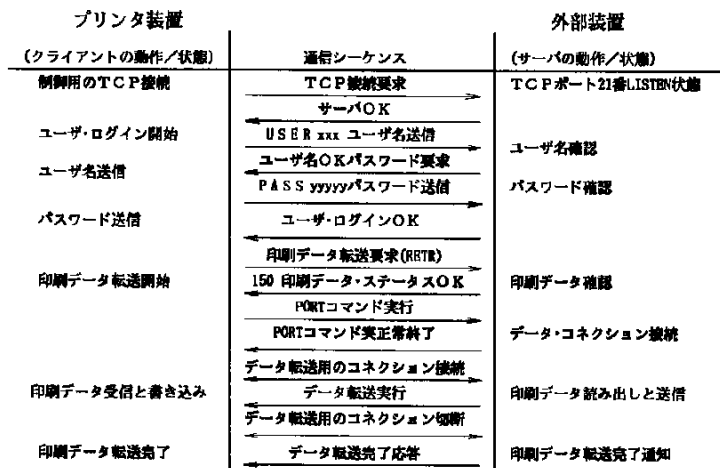 プリンタ装置 外部装置
(クライアントの動作/状態) 通信シーケンス (サーバの動作/状態)
制御用のTCP接続 TCP接続要求 TCPポート21番LISTEN状態
サーバOK
ユーザ・ログイン開始 USER xxx ユーザ名送信
ユーザ名確認
ユーザ名OKパスワード要求
ユーザ名送信
PASS yyyyyパスワード送信 パスワード確認
パスワード送信 ユーザ・ログインOK
印刷データ転送要求(RETR)
印刷データ転送開始 150 印刷データ・ステータスOK 印刷データ確認
PORTコマンド実行
PORTコマンド実正常終了 データ・コネクション接続
データ転送用のコネクション接続
印刷データ受信と書き込み データ転送実行 印刷データ読み出しと送信
データ転送用のコネクション切断
印刷データ転送完了 データ転送完了応答 印刷データ転送完了通知